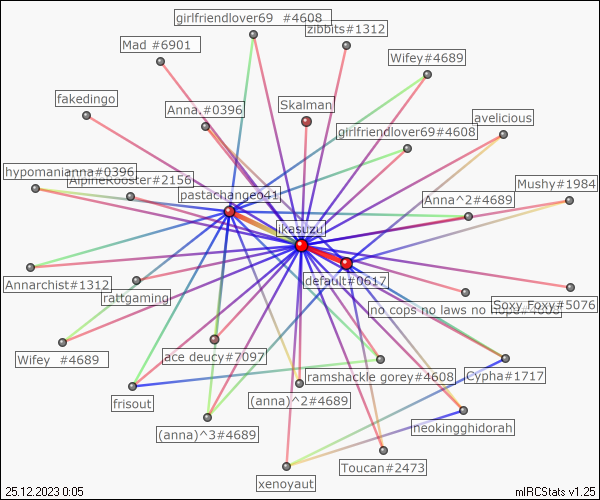 girlfriendlover69 #4608
zibbits#1312
Mad #6901
Wifey#4689
fakedingo
Skalman
Anna.#0396
avelicious
girlfriendlover69#4608
hypomanianna#0396
AlpineRooster#2156
Mushy#1984
pastachangeo41
Anna^2#4689
ikasuzu
default#0617
Annarchist#1312
rattgaming
no cops no laws no
Soxy Foxy#5076
Wifey #4689
ace deucy#7097
ramshackle gorey#4608
Cypha#1717
frisout
(anna)^2#4689
(anna)^3#4689
neokingghidorah
Toucan#2473
xenoyaut
25.12.2023 0:05
mIRCStats v1.25